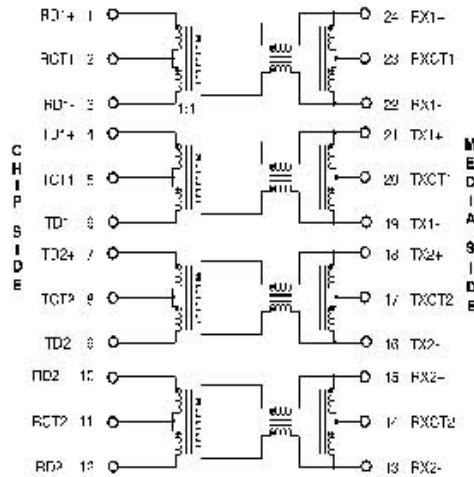 RD1+ 1
24 RX1+
RCT1 2
23 RXCT1
RD1- 3
22 RX1-
1:1
TD1+ 4
21 TX1+
TCT1 5
20 TXCT1
TD1 6
19 TX1-
TD2+ 7
18 TX2+
TCT2 8
17 TXCT2
TD2 9
16 TX2-
RD2 10
15 RX2
RCT2 11
14 RXCT2
RD2 12
13 RX2-
CHIP SIDE
MEDIA SIDE